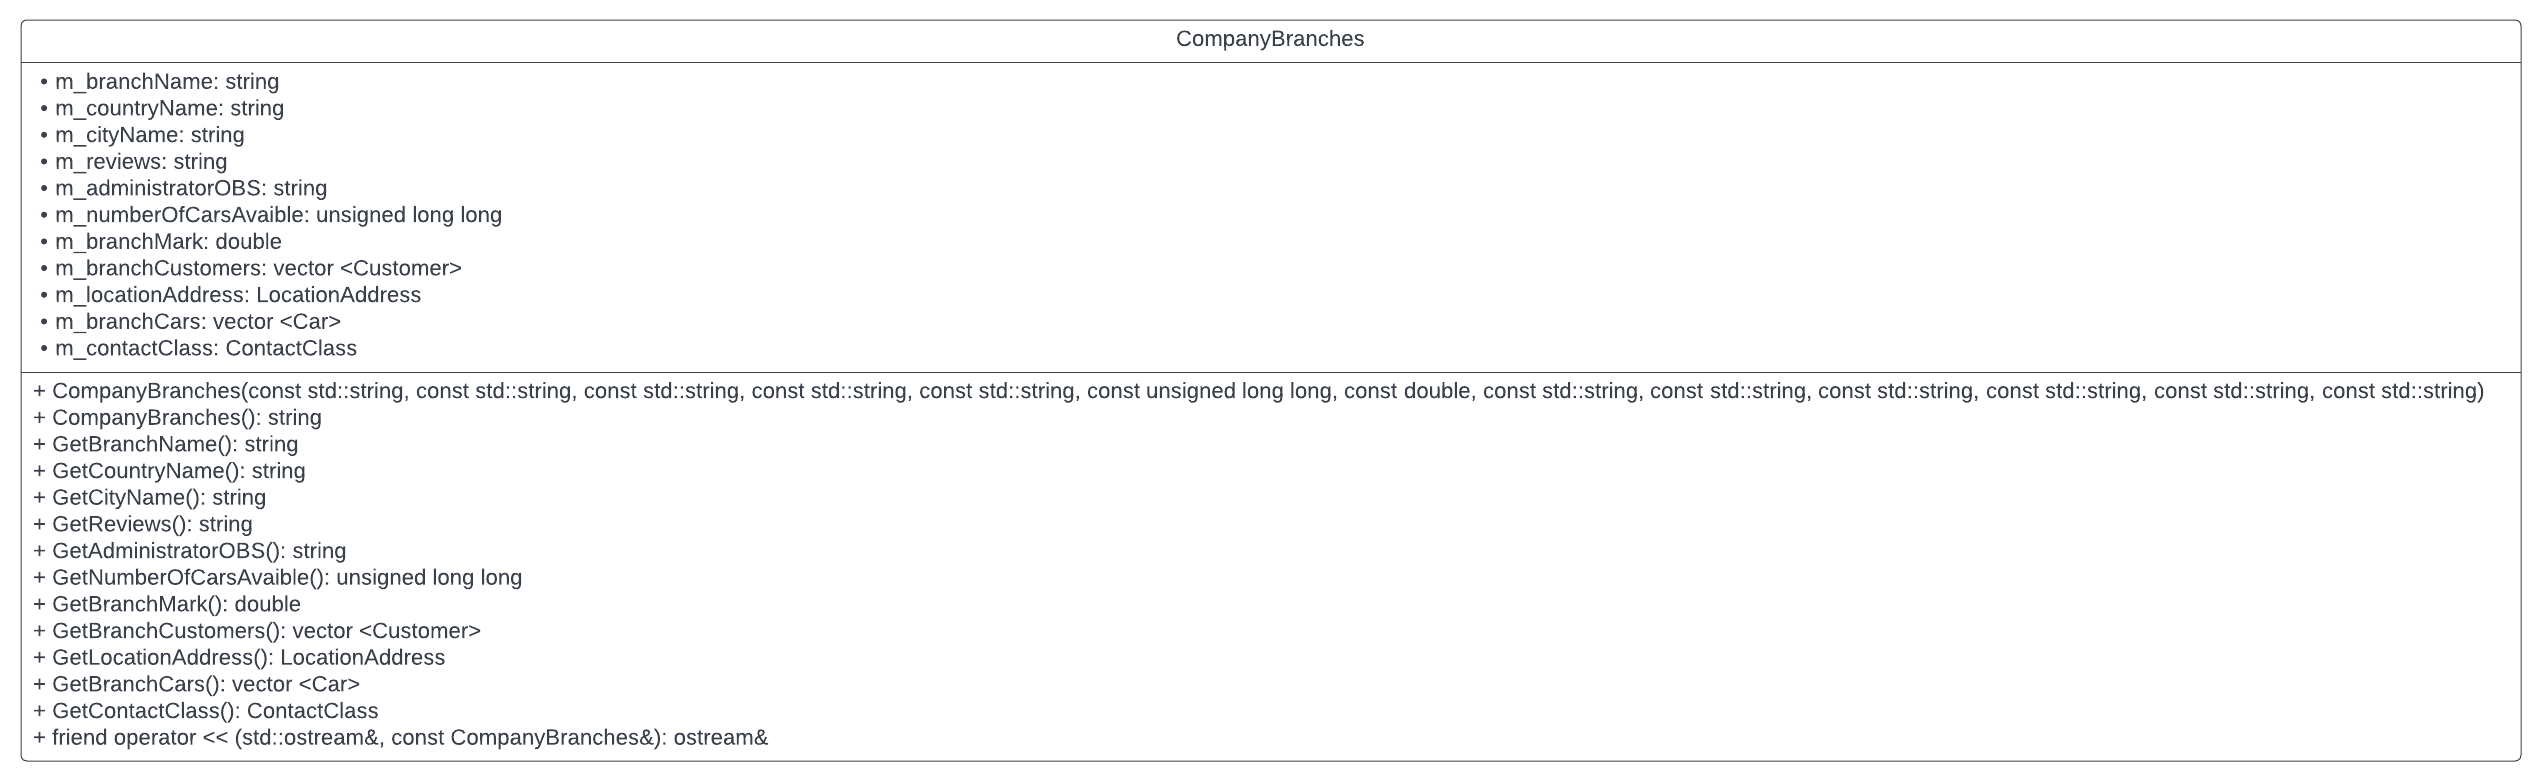 CompanyBranches
• m_branchName: string
• m_countryName: string
• m_cityName: string
• m_reviews: string
• m_administratorOBS: string
• m_numberOfCarsAvaible: unsigned long long
• m_branchMark: double
• m_branchCustomers: vector <Customer>
• m_locationAddress: LocationAddress
• m_branchCars: vector <Car>
• m_contactClass: ContactClass
+ CompanyBranches(const std::string, const std::string, const std::string, const std::string, const std::string, const unsigned long long, const double, const std::string, const std::string, const std::string, const std::string, const std::string, const std::string)
+ CompanyBranches(): string
+ GetBranchName(): string
+ GetCountryName(): string
+ GetCityName(): string
+ GetReviews(): string
+ GetAdministratorOBS(): string
+ GetNumberOfCarsAvaible(): unsigned long long
+ GetBranchMark(): double
+ GetBranchCustomers(): vector <Customer>
+ GetLocationAddress(): LocationAddress
+ GetBranchCars(): vector <Car>
+ GetContactClass(): ContactClass
+ friend operator << (std::ostream&, const CompanyBranches&): ostream&